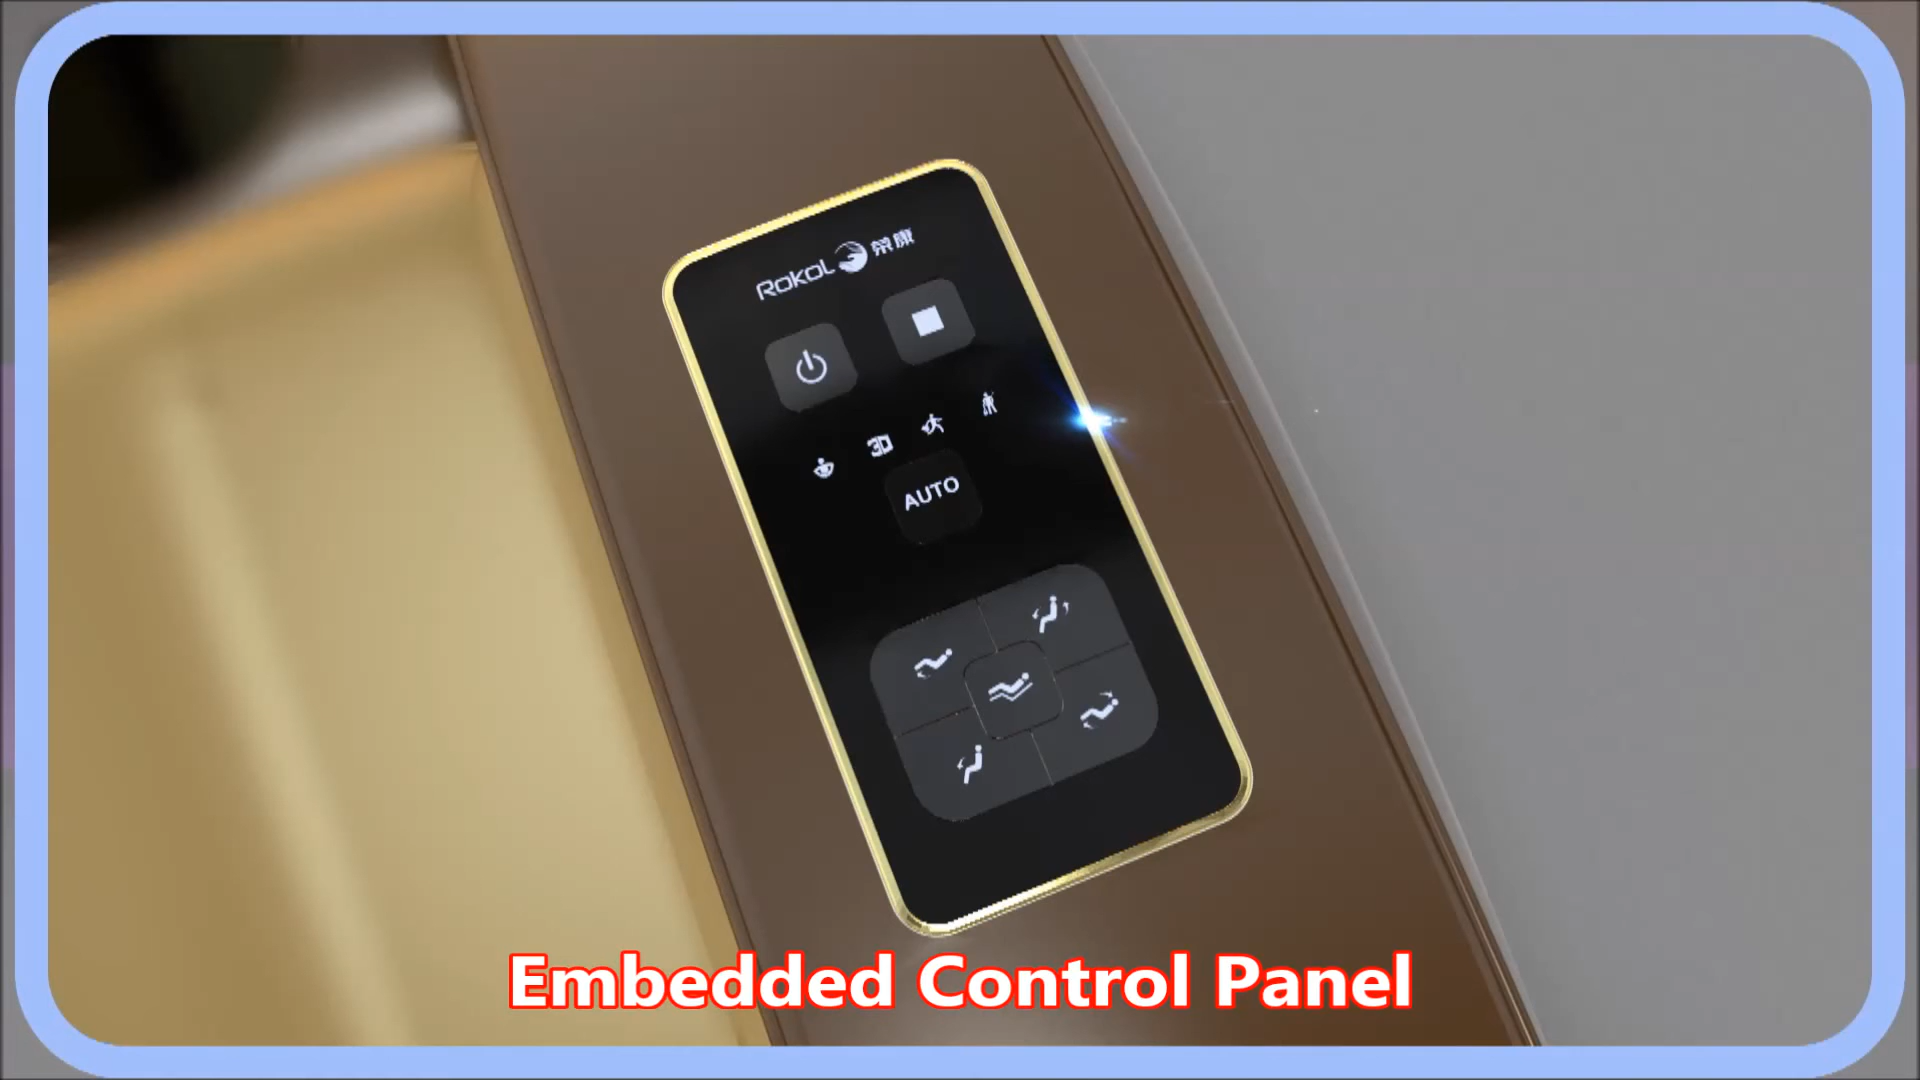 RoKoL 荣康
3D
AUTO
Embedded Control Panel